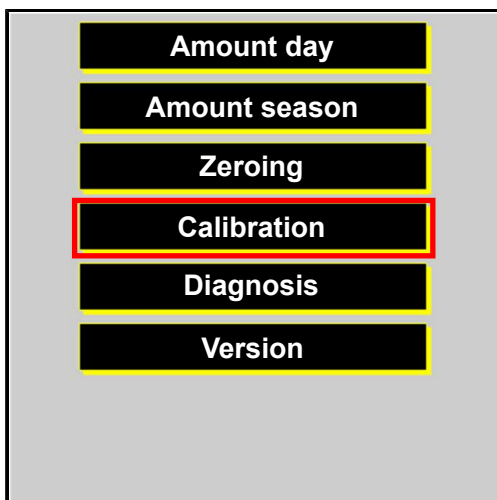 Amount day
Amount season
Zeroing
Calibration
Diagnosis
Version